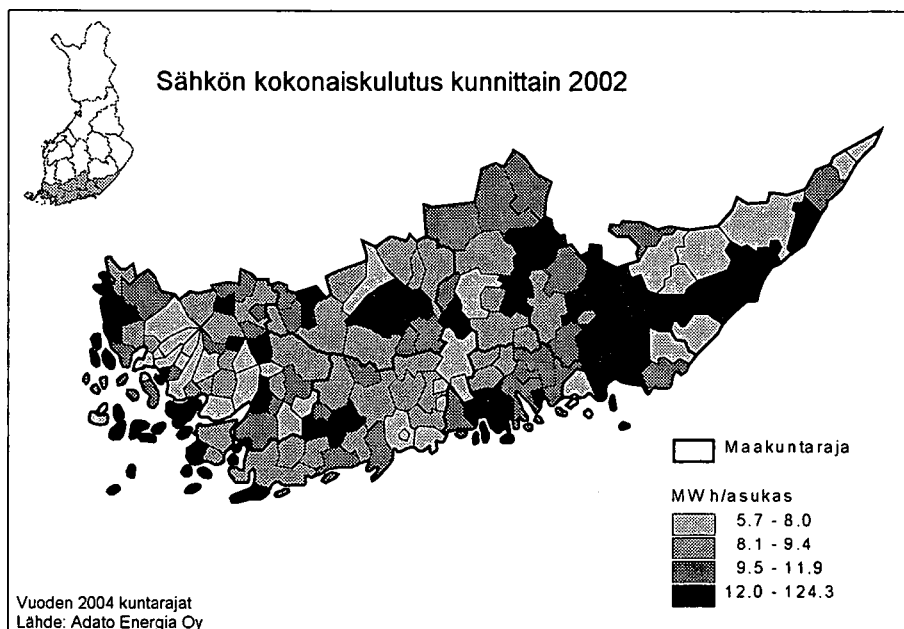 Sähkön kokonaiskulutus kunnittain 2002
Maakuntaraja
MWh/asukas
5.7 - 8.0
8.1 - 9.4
9.5 - 11.9
12.0 - 124.3
Vuoden 2004 kuntarajat
Lähde: Adato Energia Oy